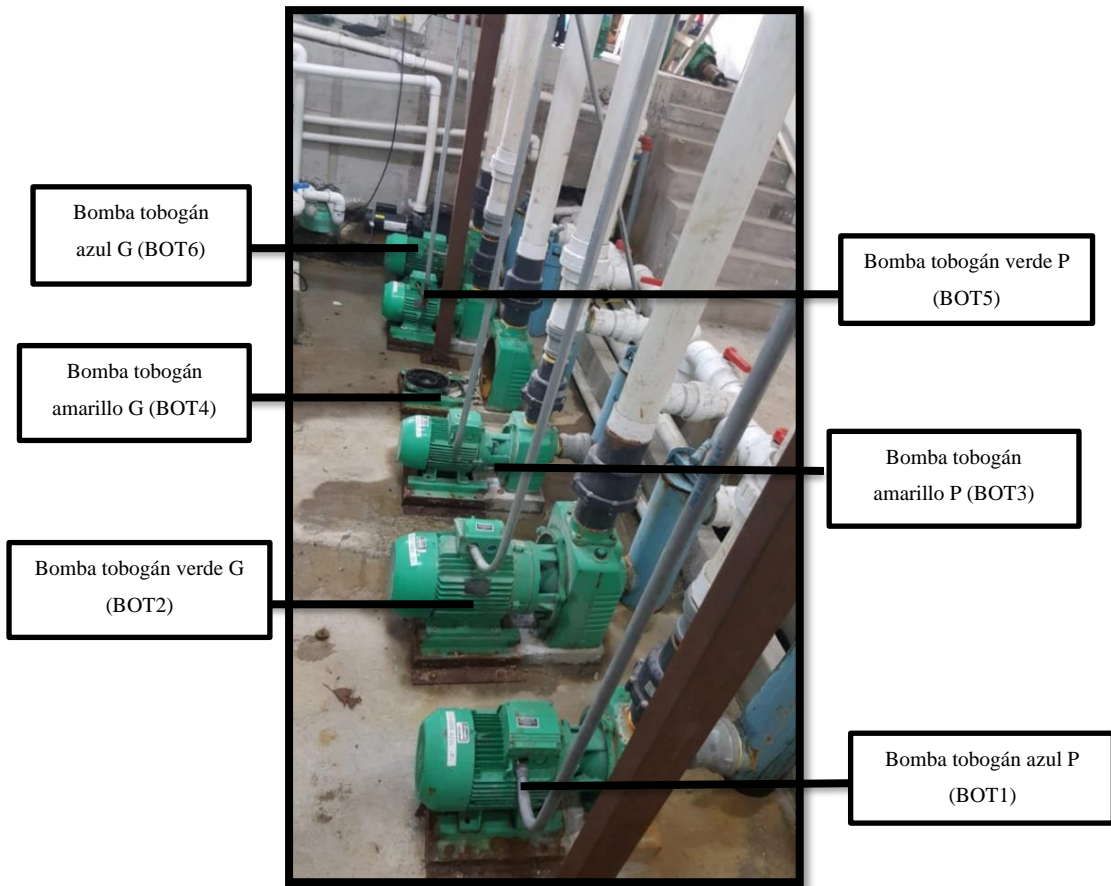 Bomba tobogán
azul G (BOT6)
Bomba tobogán verde P
(BOT5)
Bomba tobogán
amarillo G (BOT4)
Bomba tobogán
amarillo P (BOT3)
Bomba tobogán verde G
(BOT2)
Bomba tobogán azul P
(BOT1)